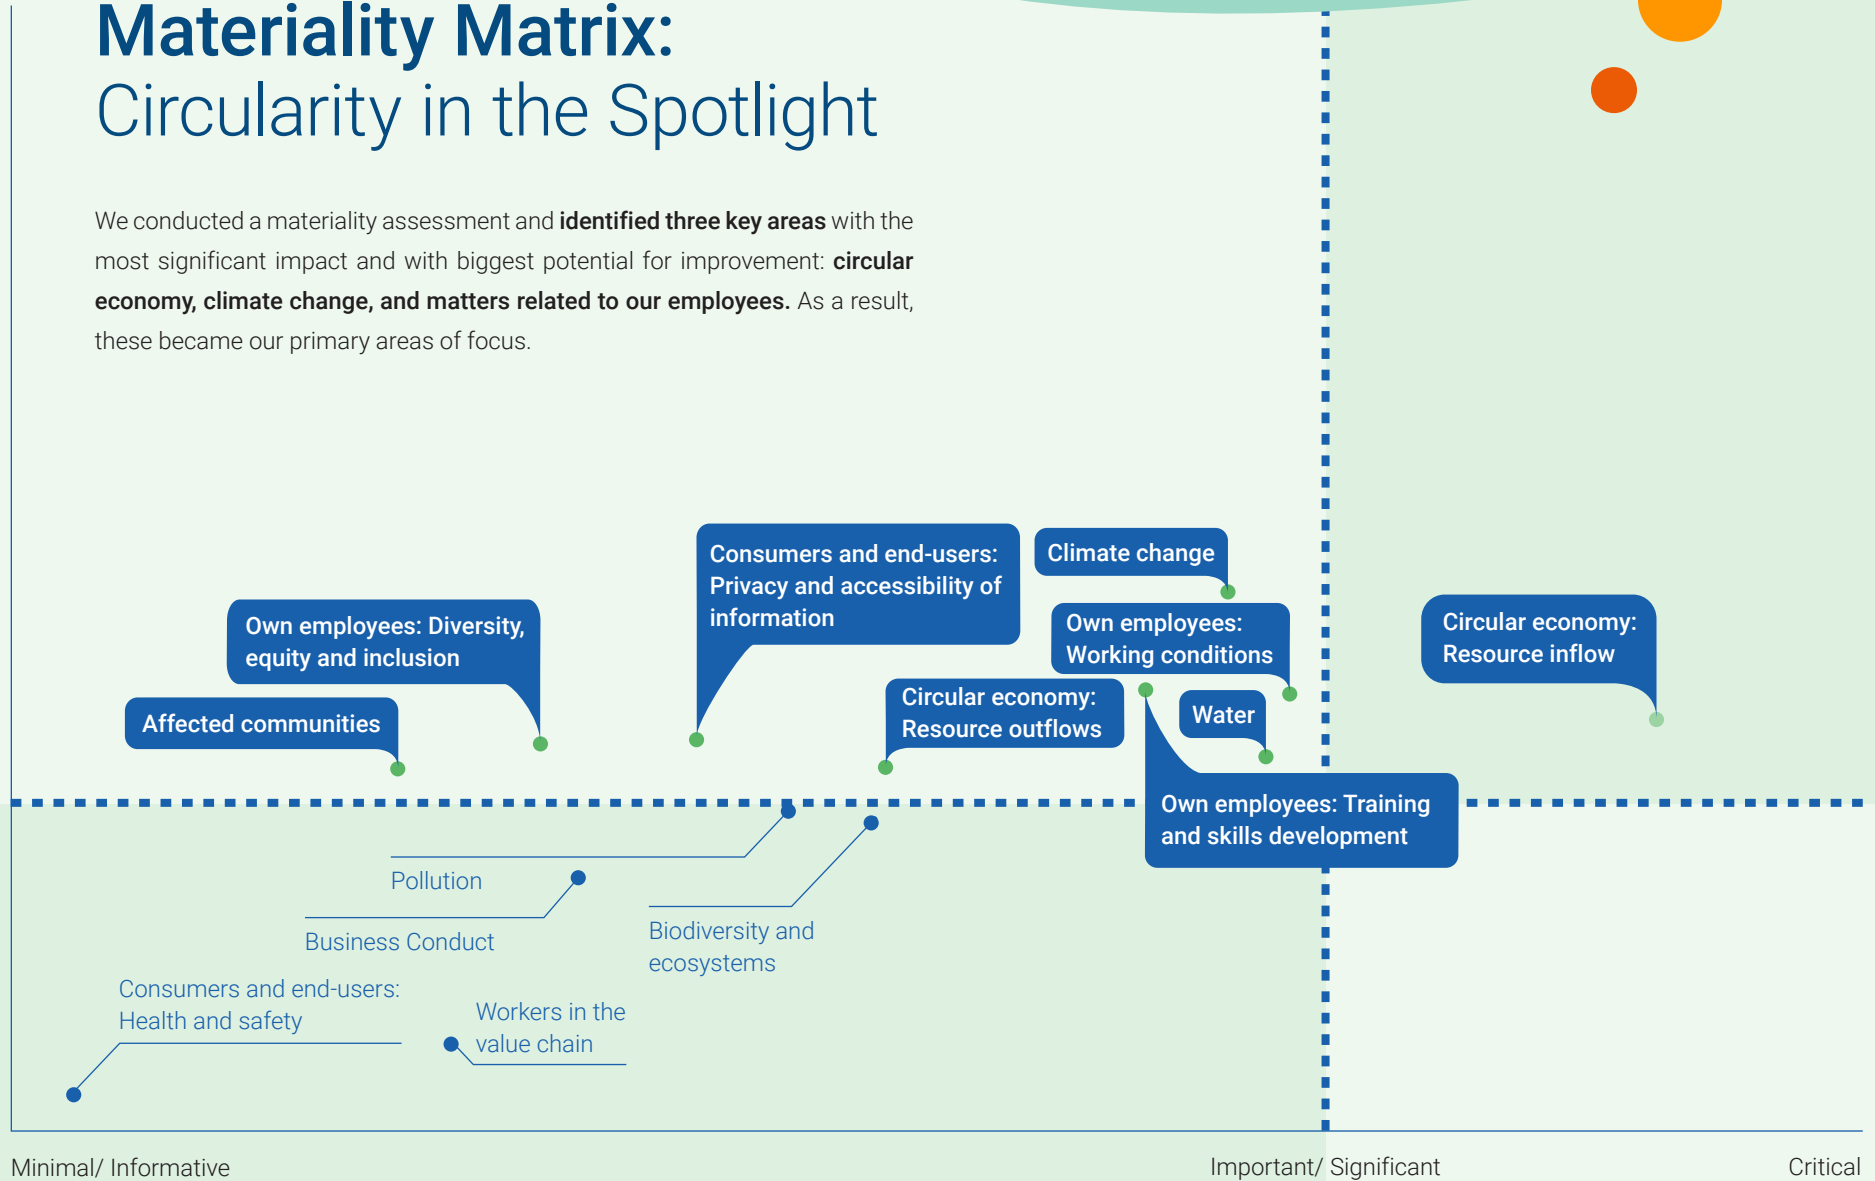 Materiality Matrix:
Circularity in the Spotlight
We conducted a materiality assessment and identified three key areas with the
most significant impact and with biggest potential for improvement: circular
economy, climate change, and matters related to our employees. As a result,
these became our primary areas of focus.
Consumers and end-users:
Privacy and accessibility of
information
Climate change
Own employees: Diversity,
equity and inclusion
Own employees:
Working conditions
Circular economy:
Resource inflow
Affected communities
Circular economy:
Resource outflows
Water
Own employees: Training
and skills development
Pollution
Business Conduct
Biodiversity and
ecosystems
Consumers and end-users:
Health and safety
Workers in the
value chain
Minimal/ Informative
Important/ Significant
Critical